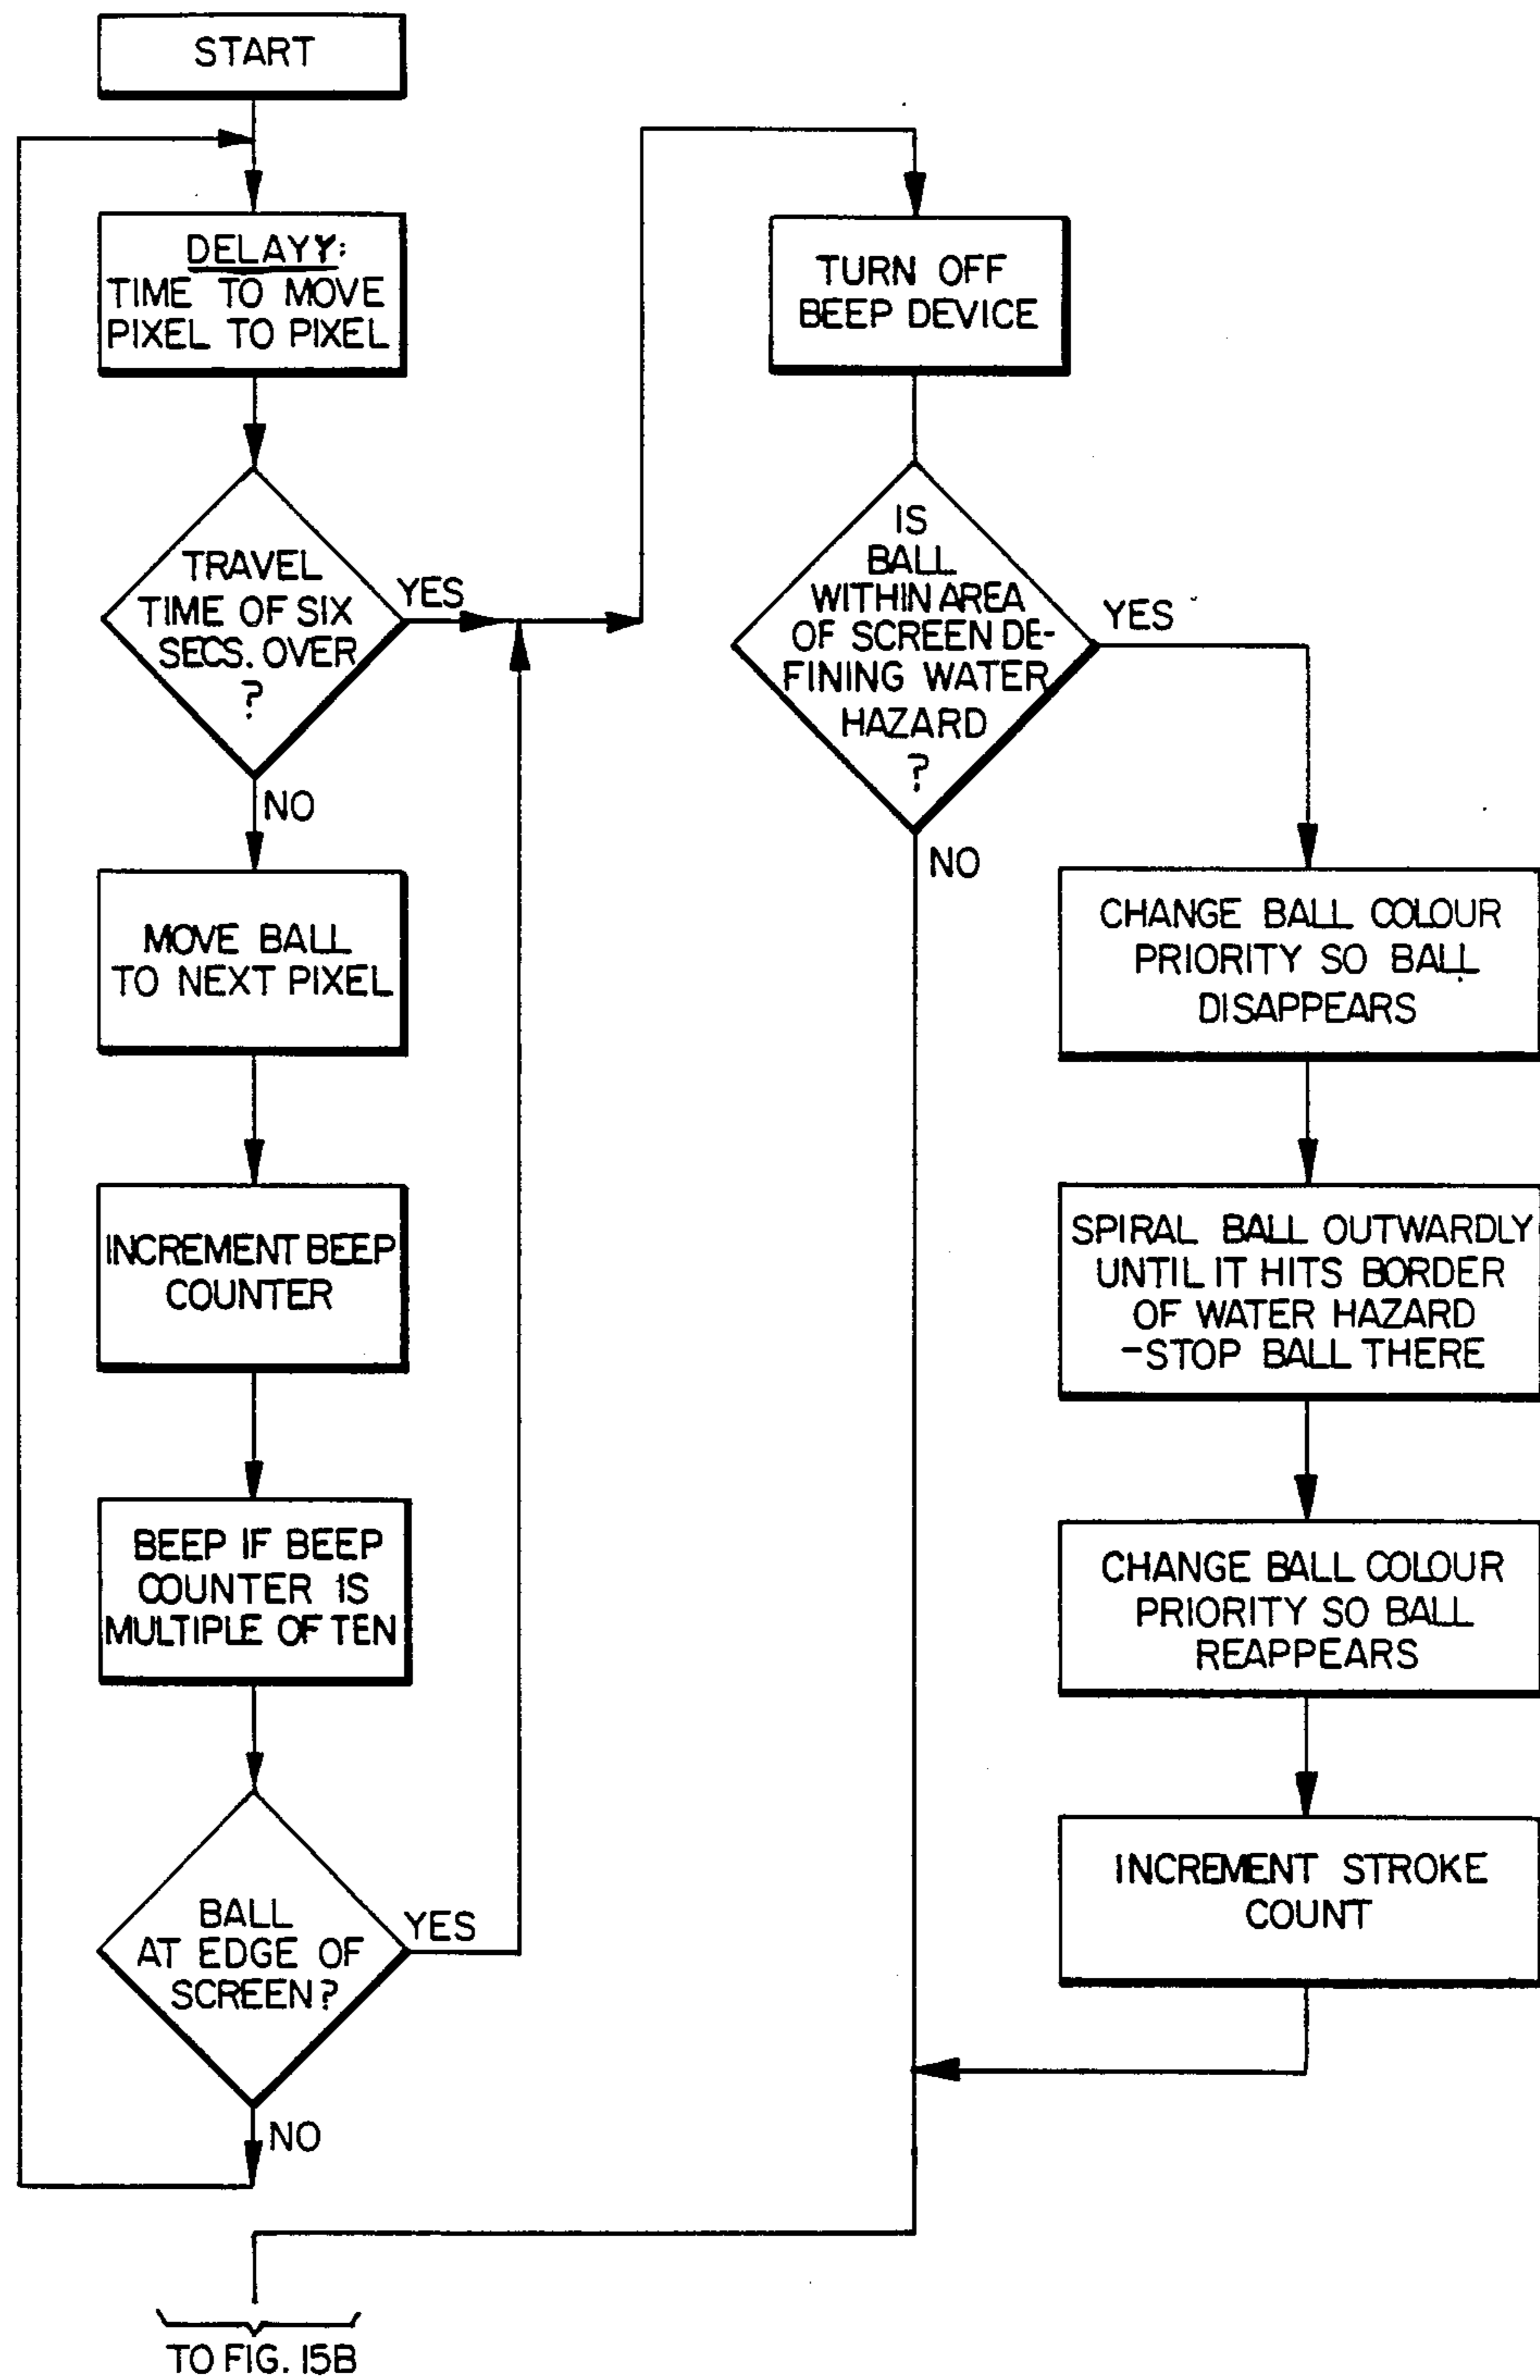 START
DELAYY:
TIME TO MOVE
PIXEL TO PIXEL
TRAVEL
TIME OF SIX
SECS. OVER
?
YES
NO
MOVE BALL
TO NEXT PIXEL
INCREMENT BEEP
COUNTER
BEEP IF BEEP
COUNTER IS
MULTIPLE OF TEN
BALL
AT EDGE OF
SCREEN?
YES
NO
TURN OFF
BEEP DEVICE
IS
BALL
WITHIN AREA
OF SCREEN DE-
FINING WATER
HAZARD
?
YES
NO
CHANGE BALL COLOUR
PRIORITY SO BALL
DISAPPEARS
SPIRAL BALL OUTWARDLY
UNTIL IT HITS BORDER
OF WATER HAZARD
-STOP BALL THERE
CHANGE BALL COLOUR
PRIORITY SO BALL
REAPPEARS
INCREMENT STROKE
COUNT
TO FIG. 15B